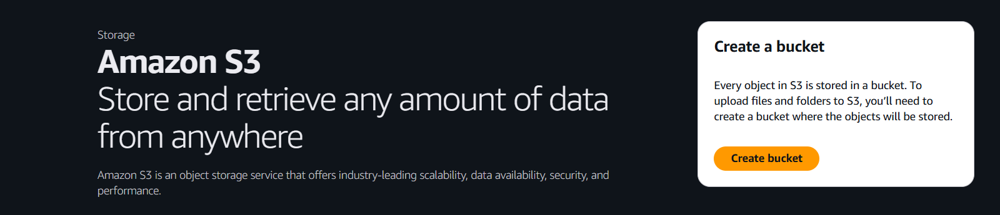 Storage
Amazon S3
Store and retrieve any amount of data
from anywhere
Amazon S3 is an object storage service that offers industry-leading scalability, data availability, security, and
performance.
Create a bucket
Every object in S3 is stored in a bucket. To
upload files and folders to S3, you’ll need to
create a bucket where the objects will be stored.
Create bucket